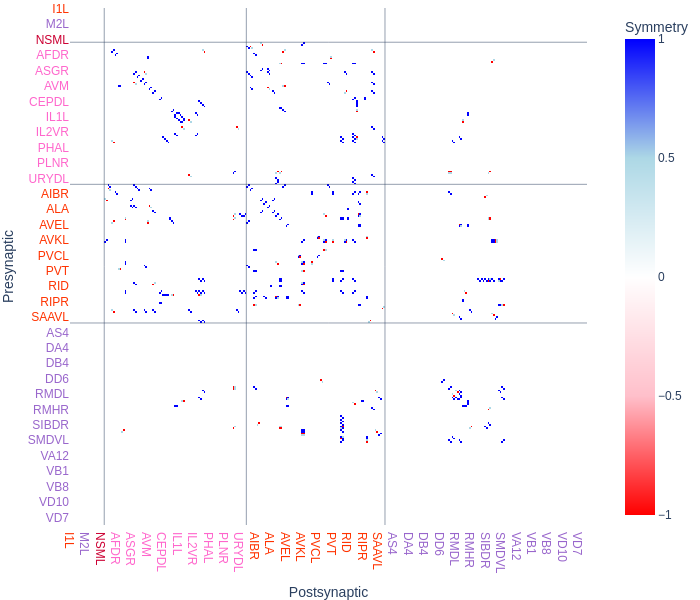 Symmetry
1
0.5
0
−0.5
−1
Presynaptic
I1L
M2L
NSML
AFDR
ASGR
AVM
CEPDL
IL1L
IL2VR
PHAL
PLNR
URYDL
AIBR
ALA
AVEL
AVKL
PVCL
PVT
RID
RIPR
SAAVL
AS4
DA4
DB4
DD6
RMDL
RMHR
SIBDR
SMDVL
VA12
VB1
VB8
VD10
VD7
I1L
M2L
NSML
AFDR
ASGR
AVM
CEPDL
IL1L
IL2VR
PHAL
PLNR
URYDL
AIBR
ALA
AVEL
AVKL
PVCL
PVT
RID
RIPR
SAAVL
AS4
DA4
DB4
DD6
RMDL
RMHR
SIBDR
SMDVL
VA12
VB1
VB8
VD10
VD7
Postsynaptic